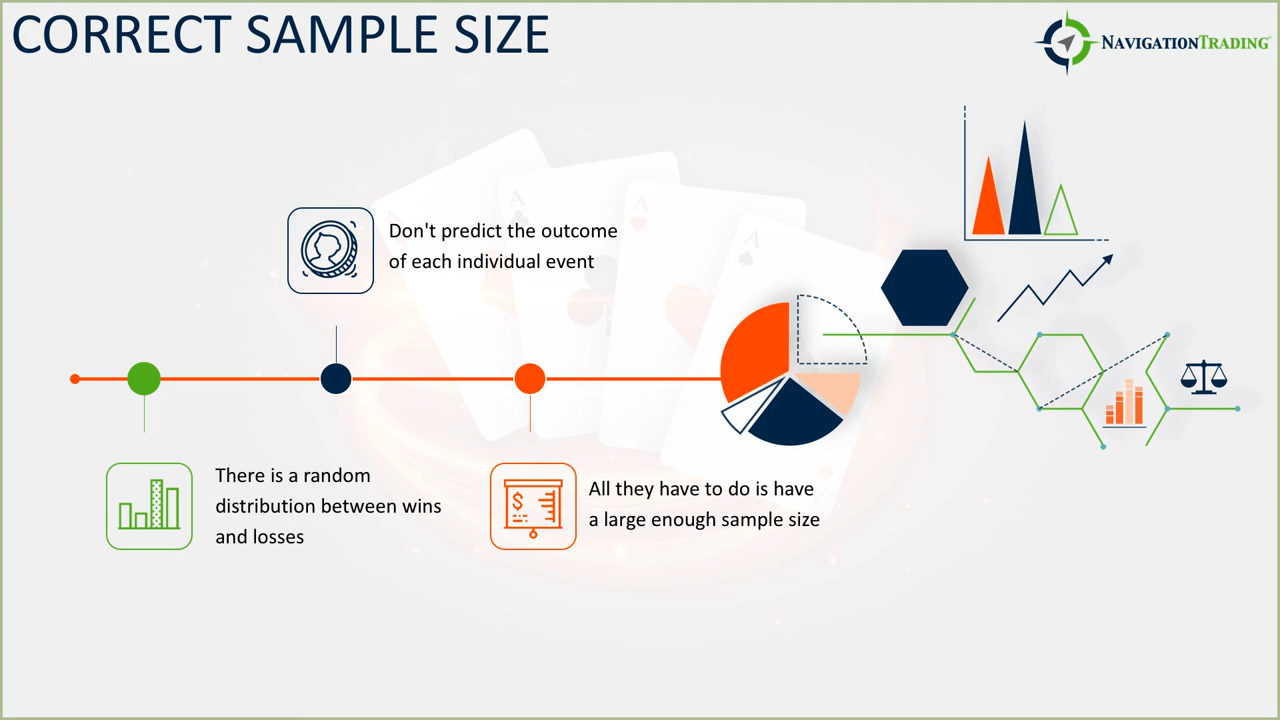 CORRECT SAMPLE SIZE
NAVIGATIONTRADING
Don't predict the outcome
of each individual event
There is a random
distribution between wins
and losses
$
All they have to do is have
a large enough sample size
A
A
A